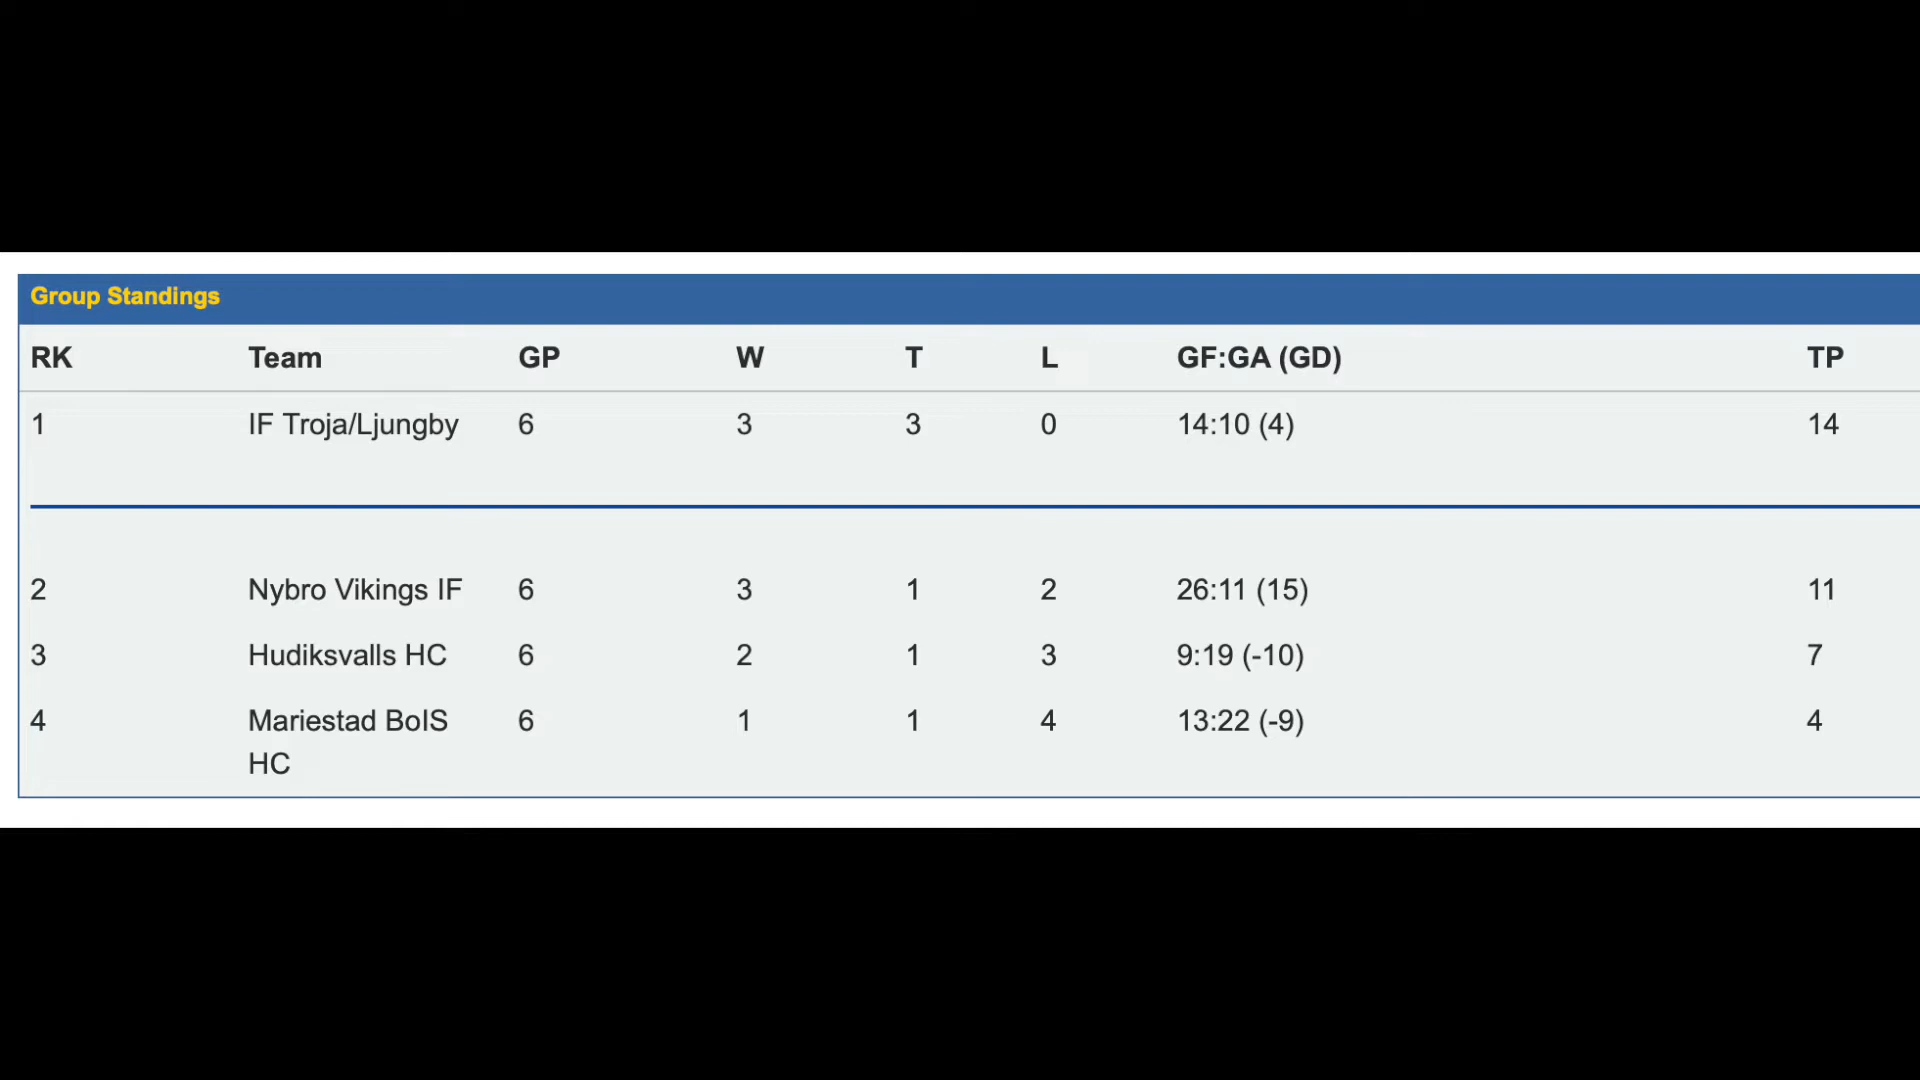 Group Standings
RK Team GP W T L GF:GA (GD) TP
1 IF Troja/Ljungby 6 3 3 0 14:10 (4) 14
2 Nybro Vikings IF 6 3 1 2 26:11 (15) 11
3 Hudiksvalls HC 6 2 1 3 9:19 (-10) 7
4 Mariestad BoIS 6 1 1 4 13:22 (-9) 4
HC